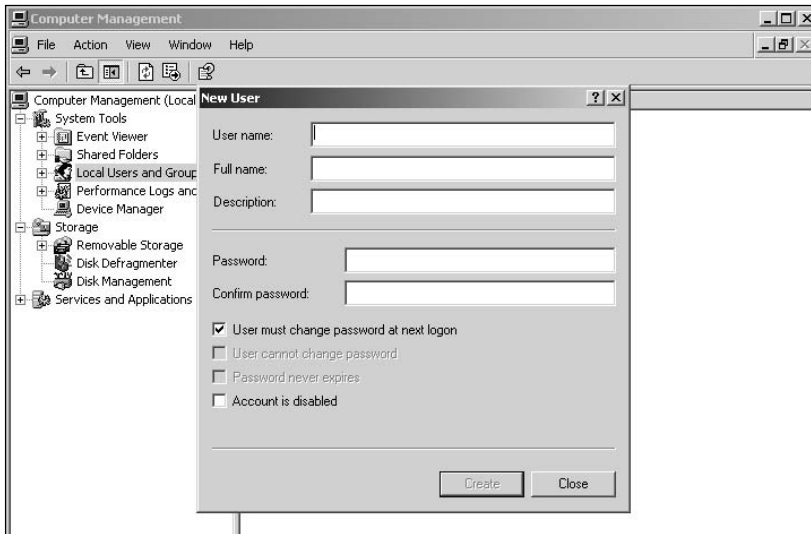 Computer Management
File Action View Window Help
Computer Management (Local
System Tools
Event Viewer
Shared Folders
Local Users and Group
Performance Logs and
Device Manager
Storage
Removable Storage
Disk Defragmenter
Disk Management
Services and Applications
New User
User name:
Full name:
Description:
Password:
Confirm password:
User must change password at next logon
User cannot change password
Password never expires
Account is disabled
Create Close